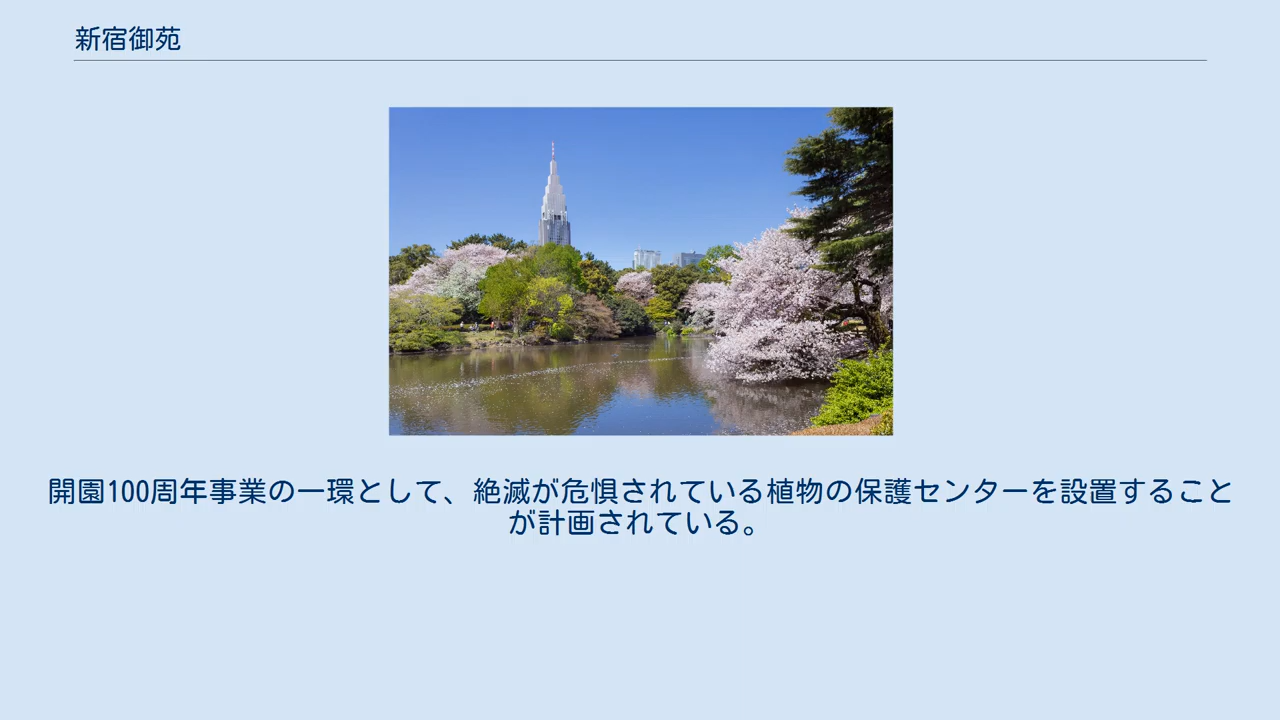 新宿御苑
開園100周年事業の一環として、絶滅が危惧されている植物の保護センターを設置すること
が計画されている。